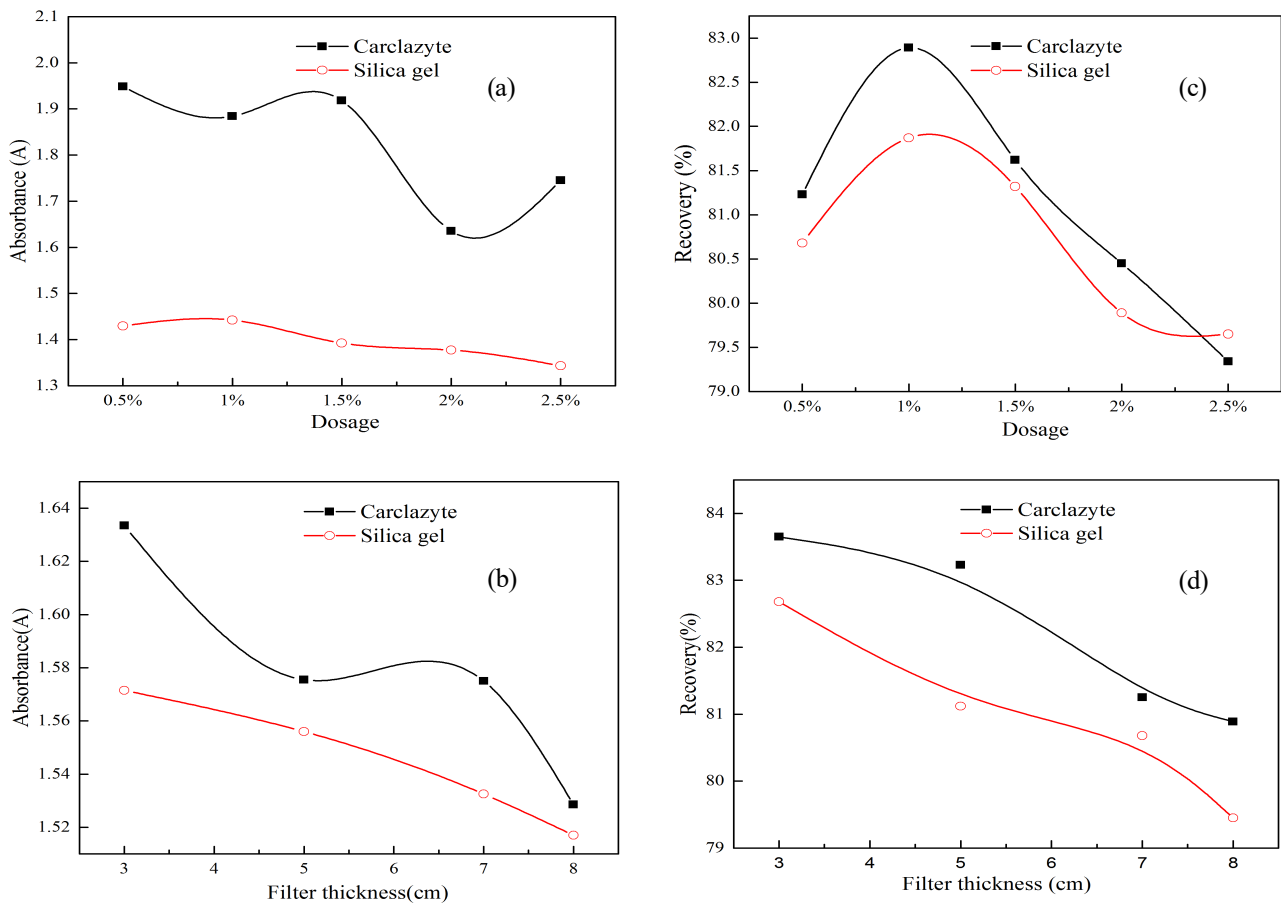 2.1
2.0
1.9
1.8
1.7
1.6
1.5
1.4
1.3
Absorbance (A)
Carclazyte
Silica gel
(a)
0.5% 1% 1.5% 2% 2.5%
Dosage
83.0
82.5
82.0
81.5
81.0
80.5
80.0
79.5
79.0
Recovery (%)
Carclazyte
Silica gel
(c)
0.5% 1% 1.5% 2% 2.5%
Dosage
1.64
1.62
1.60
1.58
1.56
1.54
1.52
Absorbance(A)
Carclazyte
Silica gel
(b)
3 4 5 6 7 8
Filter thickness(cm)
84
83
82
81
80
79
Recovery(%)
Carclazyte
Silica gel
(d)
3 4 5 6 7 8
Filter thickness (cm)